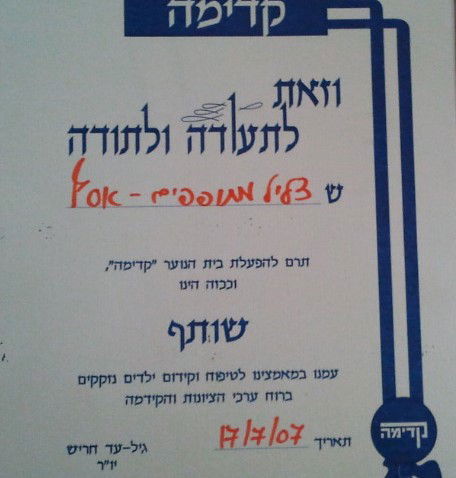 קדימה
וזאת
לתעודה ולתודה
ש צליל מתופפים - אסף
תרם להפעלת בית הנוער "קדימה",
וככזה הינו
שותף
עמנו במאמצינו לטיפוח וקידום ילדים נזקקים
ברוח ערכי הציונות והקידמה
תאריך 17/7/07
גיל-עד חריש
יו"ר
קדימה